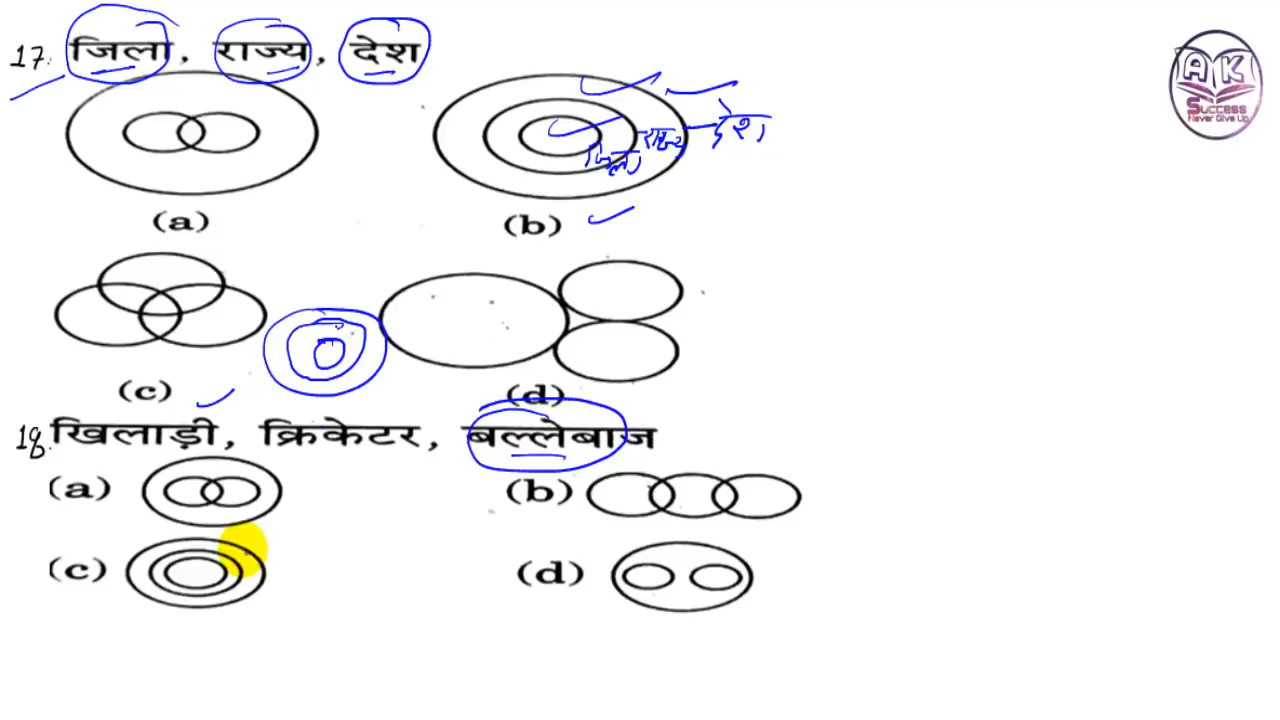 17. जिला, राज्य, देश
AK
Success
Never Give Up
जिला राज्य देश
(a) (b)
(c) (d)
18. खिलाड़ी, क्रिकेटर, बल्लेबाज
(a) (b)
(c) (d)